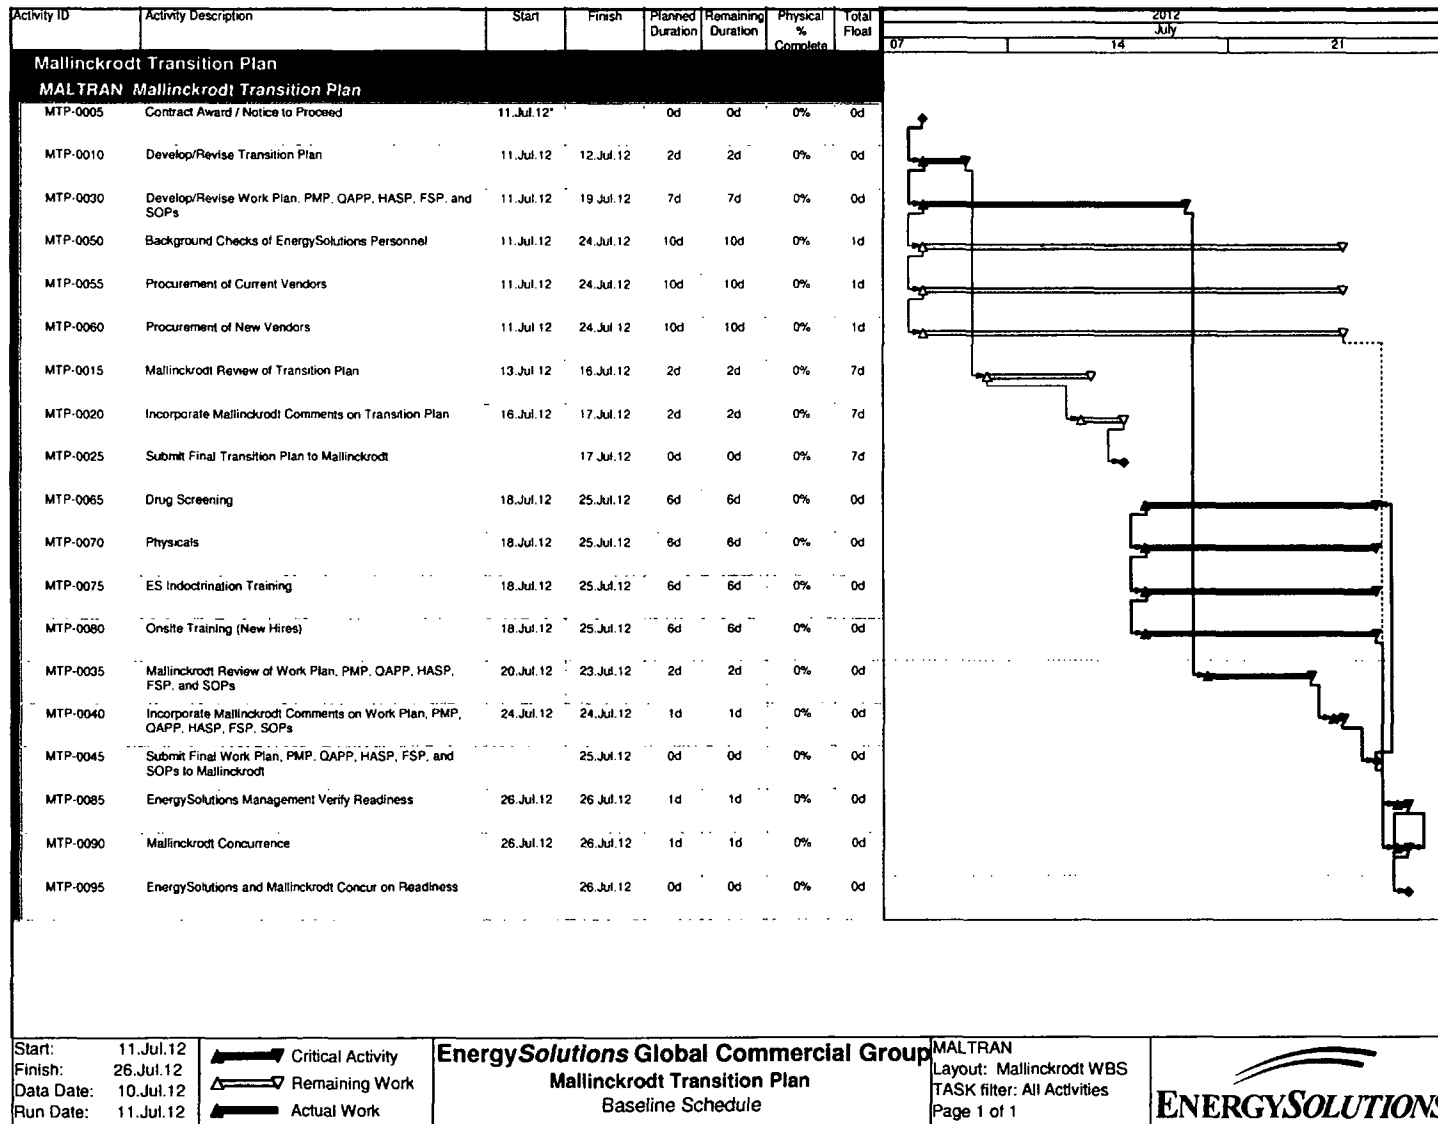 Activity ID Activity Description Start Finish Planned Duration Remaining Duration Physical % Complete Total Float
2012
July
07 14 21
Mallinckrodt Transition Plan
MALTRAN Mallinckrodt Transition Plan
MTP-0005 Contract Award / Notice to Proceed 11.Jul.12* 0d 0d 0% 0d
MTP-0010 Develop/Revise Transition Plan 11.Jul.12 12.Jul.12 2d 2d 0% 0d
MTP-0030 Develop/Revise Work Plan, PMP, QAPP, HASP, FSP, and 11.Jul.12 19.Jul.12 7d 7d 0% 0d
SOPs
MTP-0050 Background Checks of EnergySolutions Personnel 11.Jul.12 24.Jul.12 10d 10d 0% 1d
MTP-0055 Procurement of Current Vendors 11.Jul.12 24.Jul.12 10d 10d 0% 1d
MTP-0060 Procurement of New Vendors 11.Jul 12 24.Jul.12 10d 10d 0% 1d
MTP-0015 Mallinckrodt Review of Transition Plan 13.Jul 12 16.Jul.12 2d 2d 0% 7d
MTP-0020 Incorporate Mallinckrodt Comments on Transition Plan 16.Jul.12 17.Jul.12 2d 2d 0% 7d
MTP-0025 Submit Final Transition Plan to Mallinckrodt 17 Jul.12 0d 0d 0% 7d
MTP-0065 Drug Screening 18.Jul.12 25.Jul.12 6d 6d 0% 0d
MTP-0070 Physicals 18.Jul.12 25.Jul.12 6d 6d 0% 0d
MTP-0075 ES Indoctrination Training 18.Jul.12 25.Jul.12 6d 6d 0% 0d
MTP-0080 Onsite Training (New Hires) 18.Jul.12 25.Jul.12 6d 6d 0% 0d
MTP-0035 Mallinckrodt Review of Work Plan, PMP, QAPP, HASP, 20.Jul.12 23.Jul.12 2d 2d 0% 0d
FSP, and SOPs
MTP-0040 Incorporate Mallinckrodt Comments on Work Plan, PMP, 24.Jul.12 24.Jul.12 1d 1d 0% 0d
QAPP, HASP, FSP, SOPs
MTP-0045 Submit Final Work Plan, PMP, QAPP, HASP, FSP, and 25.Jul.12 0d 0d 0% 0d
SOPs to Mallinckrodt
MTP-0085 EnergySolutions Management Verify Readiness 26.Jul.12 26 Jul.12 1d 1d 0% 0d
MTP-0090 Mallinckrodt Concurrence 26.Jul.12 26.Jul.12 1d 1d 0% 0d
MTP-0095 EnergySolutions and Mallinckrodt Concur on Readiness 26.Jul.12 0d 0d 0% 0d
Start: 11.Jul.12
Finish: 26.Jul.12
Data Date: 10.Jul.12
Run Date: 11.Jul.12
Critical Activity
Remaining Work
Actual Work
EnergySolutions Global Commercial Group
Mallinckrodt Transition Plan
Baseline Schedule
MALTRAN
Layout: Mallinckrodt WBS
TASK filter: All Activities
Page 1 of 1
ENERGYSOLUTIONS